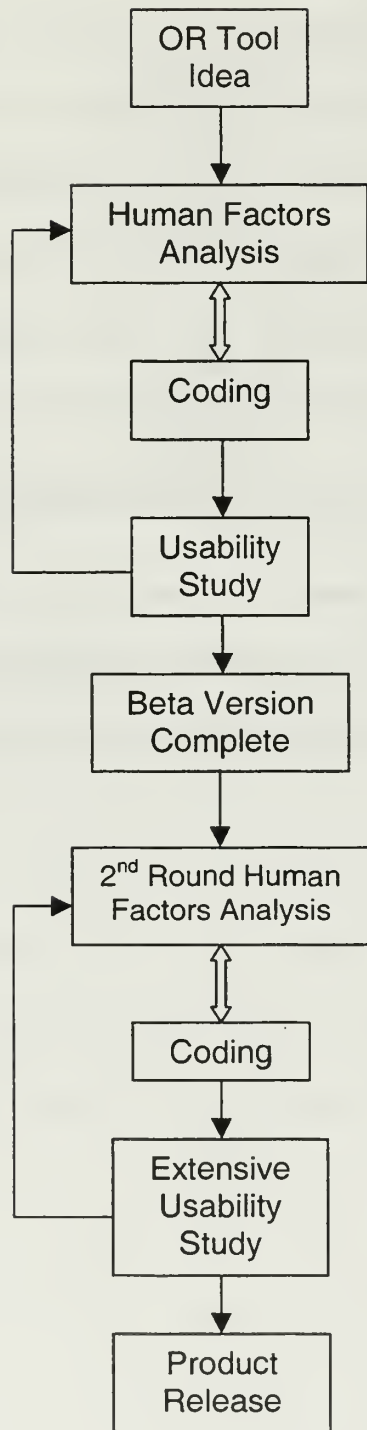 OR Tool
Idea
Human Factors
Analysis
Coding
Usability
Study
Beta Version
Complete
2nd Round Human
Factors Analysis
Coding
Extensive
Usability
Study
Product
Release